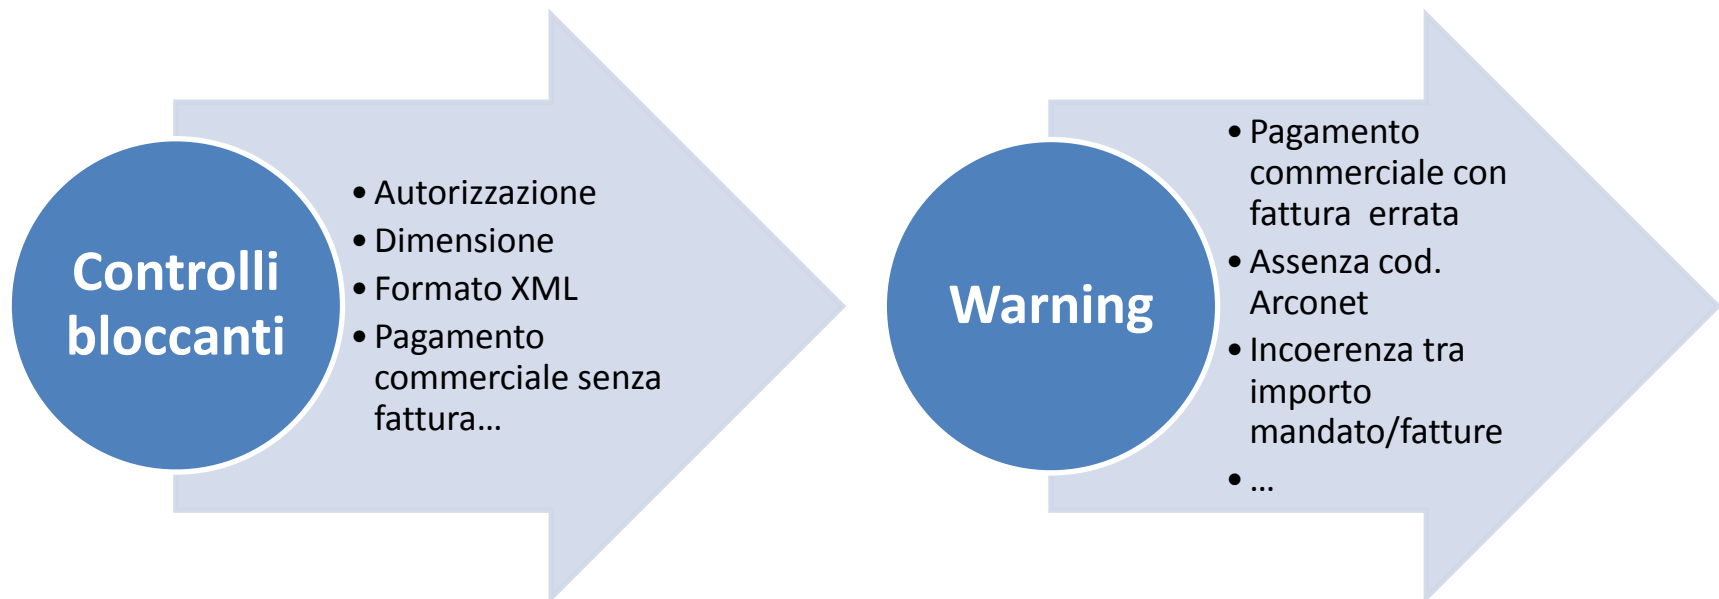 Controlli
bloccanti
• Autorizzazione
• Dimensione
• Formato XML
• Pagamento
commerciale senza
fattura…
Warning
• Pagamento
commerciale con
fattura  errata
• Assenza cod.
Arconet
• Incoerenza tra
importo
mandato/fatture
• …